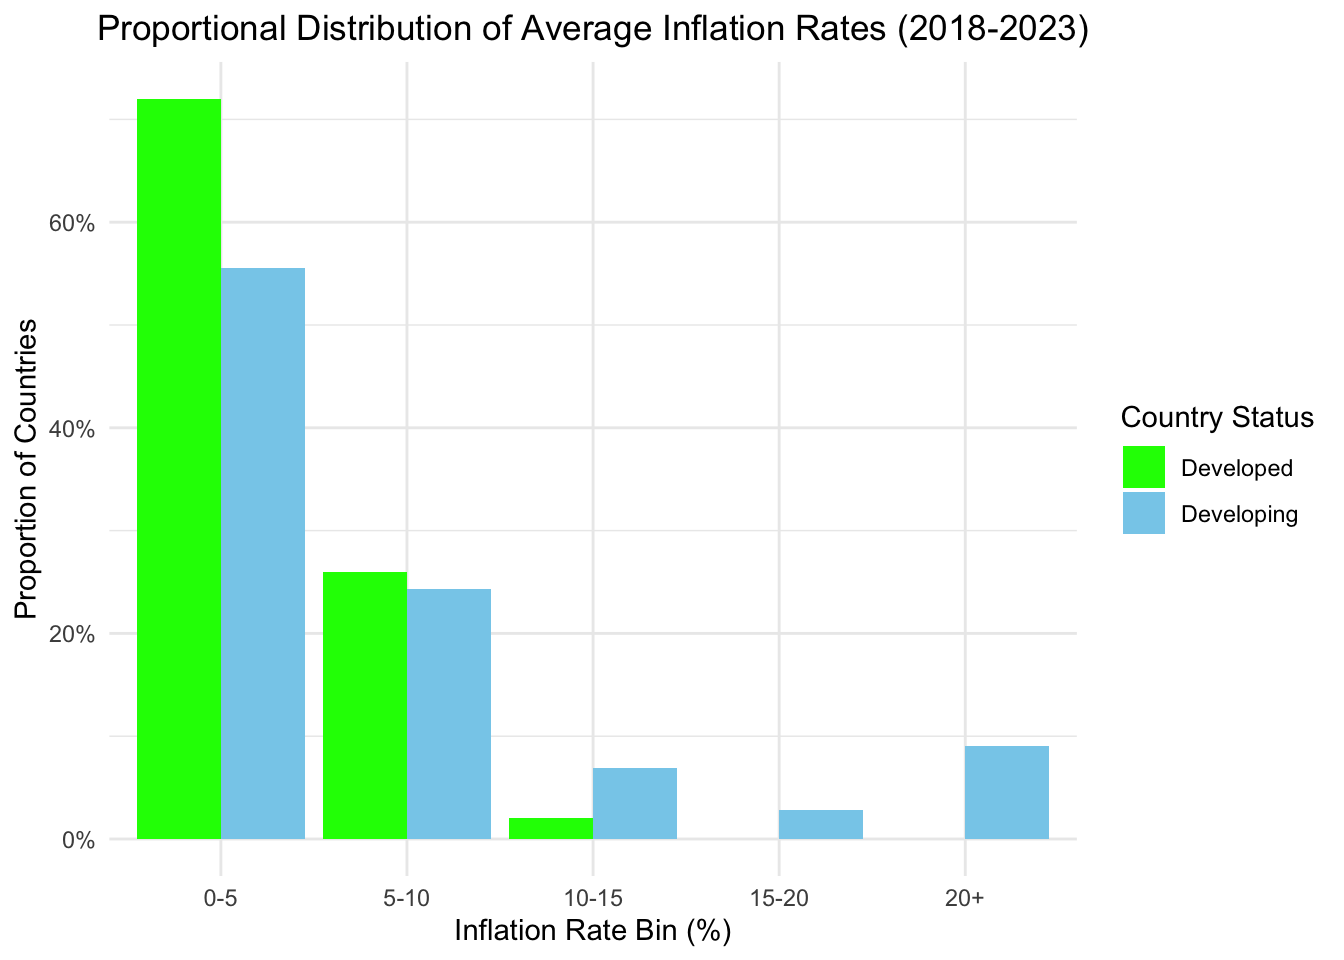 Proportional Distribution of Average Inflation Rates (2018-2023)
Proportion of Countries
60%
40%
20%
0%
0-5
5-10
10-15
15-20
20+
Inflation Rate Bin (%)
Country Status
Developed
Developing